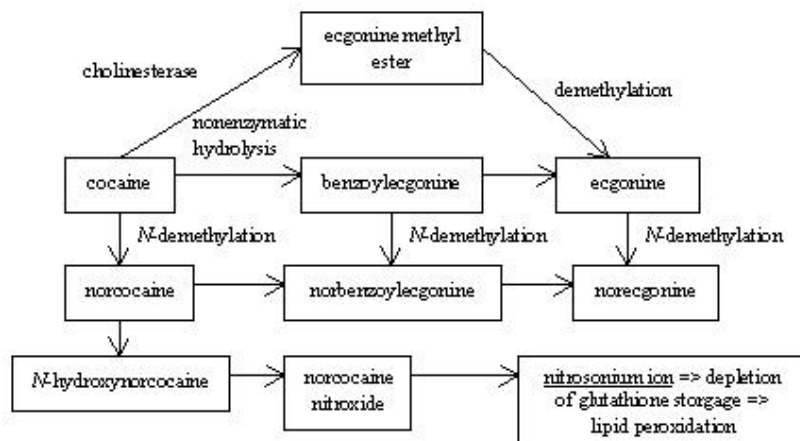 ecgonine methyl
ester
cholinesterase
demethylation
nonenzymatic
hydrolysis
cocaine
benzoylecgonine
ecgonine
N-demethylation
N-demethylation
N-demethylation
norcocaine
norbenzoylecgonine
norecgonine
N-hydroxynorcocaine
norcocaine
nitroxide
nitrosonium ion => depletion
of glutathione storgage =>
lipid peroxidation